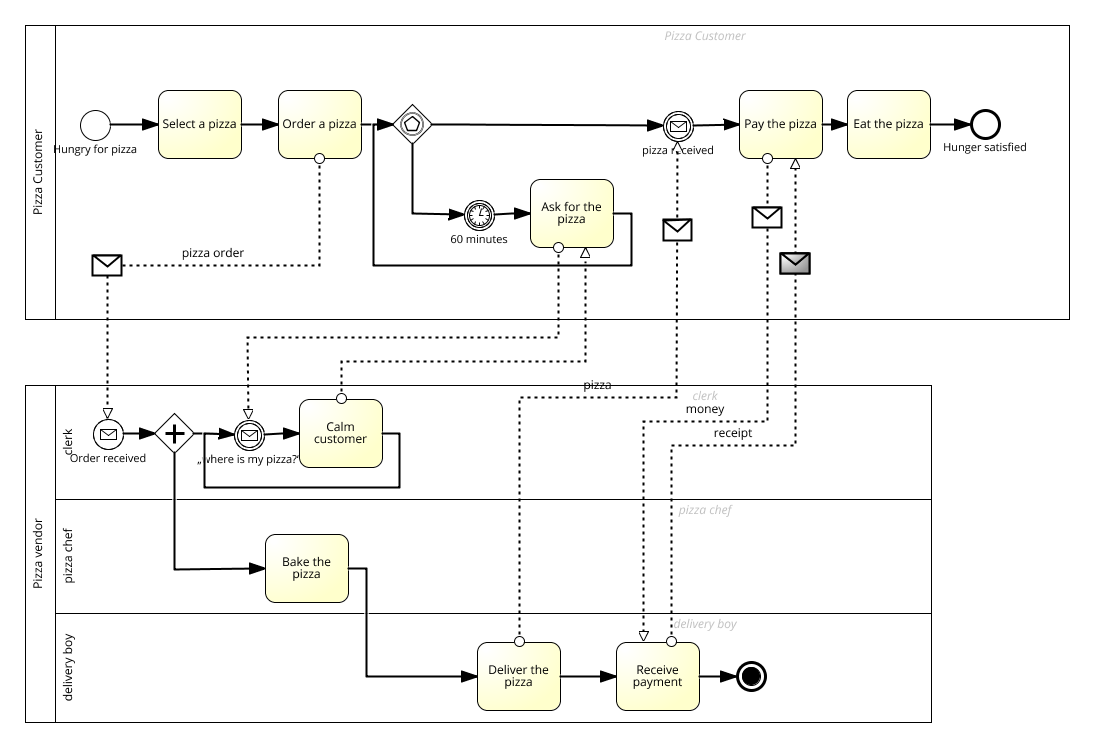 Pizza Customer
Pizza Customer
Select a pizza
Order a pizza
Pay the pizza
Eat the pizza
Hungry for pizza
pizza received
Hunger satisfied
Ask for the
pizza
60 minutes
pizza order
pizza
clerk
money
receipt
Pizza vendor
clerk
Order received
„where is my pizza?“
Calm
customer
pizza chef
pizza chef
Bake the
pizza
delivery boy
delivery boy
Deliver the
pizza
Receive
payment